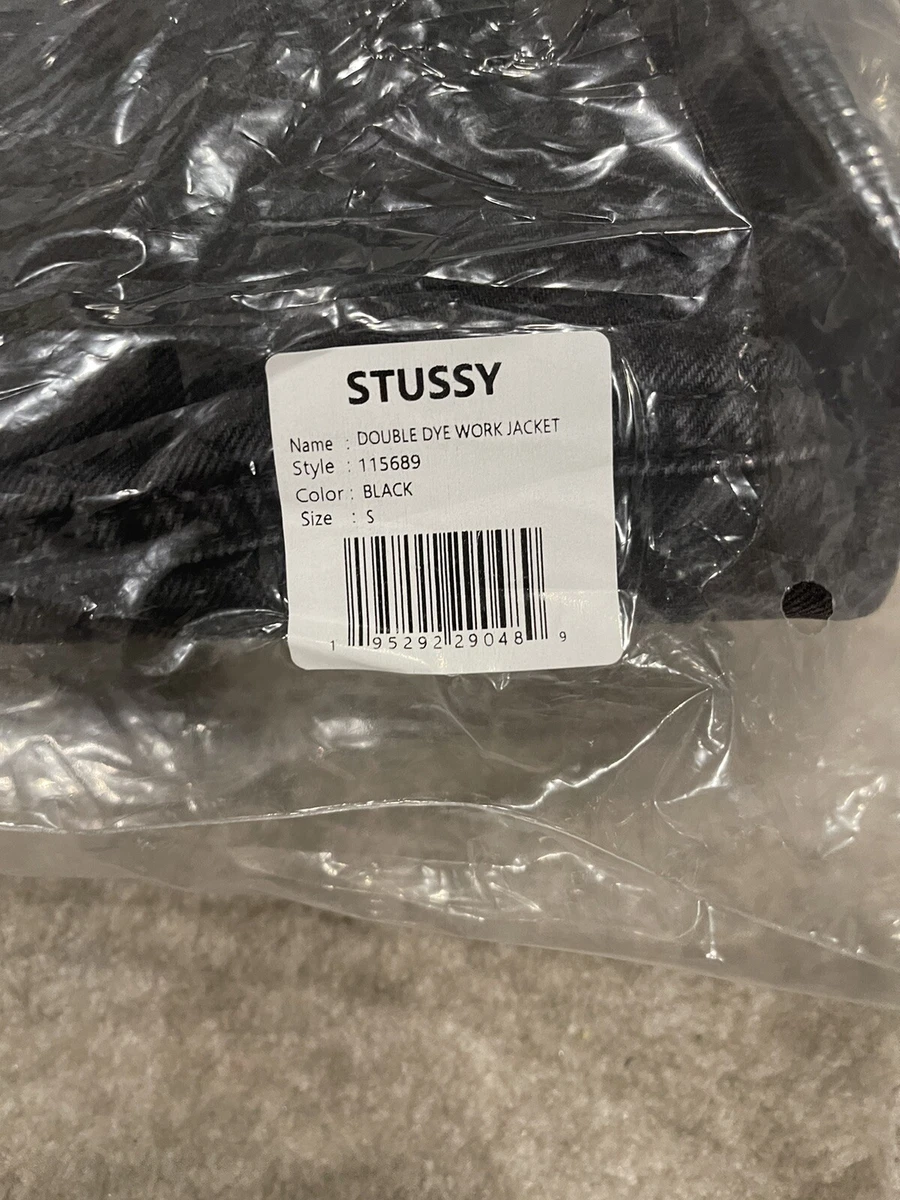 STUSSY
Name : DOUBLE DYE WORK JACKET
Style : 115689
Color : BLACK
Size : S
1 95292 29048 9